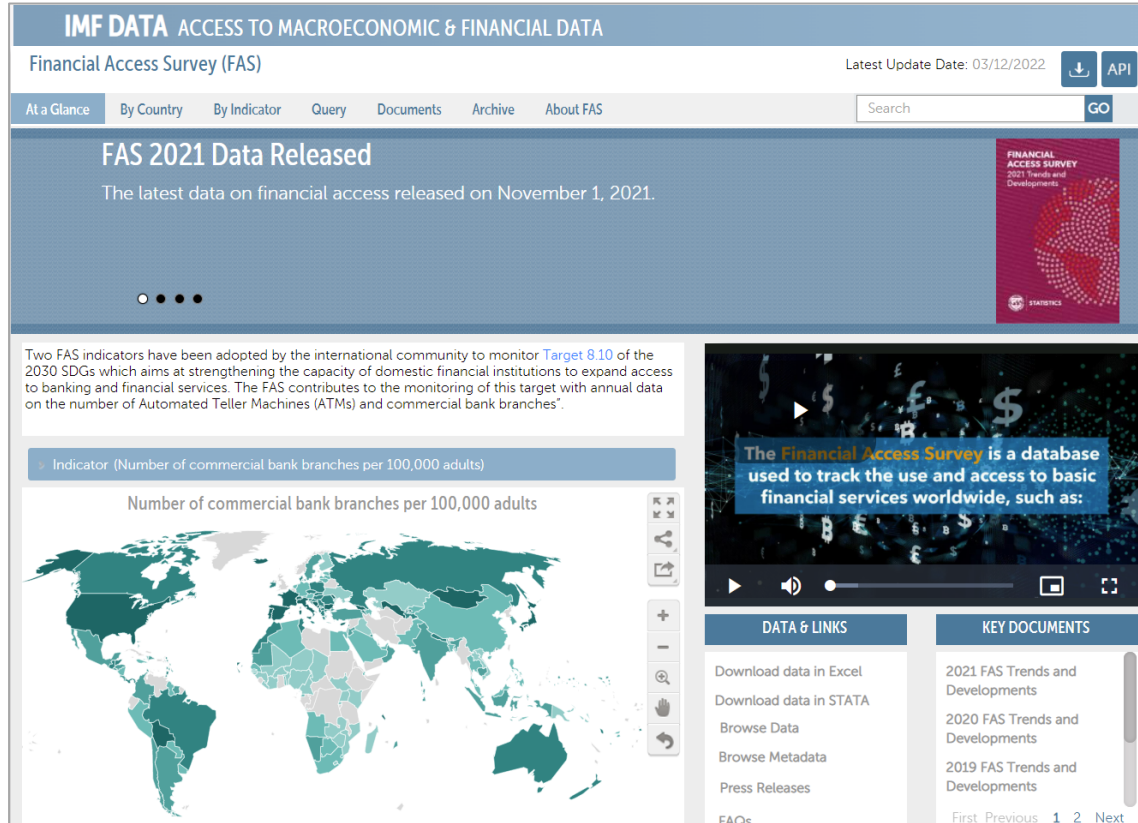 IMF DATA ACCESS TO MACROECONOMIC & FINANCIAL DATA
Financial Access Survey (FAS)
Latest Update Date: 03/12/2022
API
At a Glance By Country By Indicator Query Documents Archive About FAS
Search
GO
FAS 2021 Data Released
The latest data on financial access released on November 1, 2021.
FINANCIAL
ACCESS SURVEY
2021 Trends and
Developments
STATISTICS
Two FAS indicators have been adopted by the international community to monitor Target 8.10 of the
2030 SDGs which aims at strengthening the capacity of domestic financial institutions to expand access
to banking and financial services. The FAS contributes to the monitoring of this target with annual data
on the number of Automated Teller Machines (ATMs) and commercial bank branches”.
Indicator (Number of commercial bank branches per 100,000 adults)
Number of commercial bank branches per 100,000 adults
The Financial Access Survey is a database
used to track the use and access to basic
financial services worldwide, such as:
DATA & LINKS
Download data in Excel
Download data in STATA
Browse Data
Browse Metadata
Press Releases
FAQs
KEY DOCUMENTS
2021 FAS Trends and
Developments
2020 FAS Trends and
Developments
2019 FAS Trends and
Developments
First Previous 1 2 Next